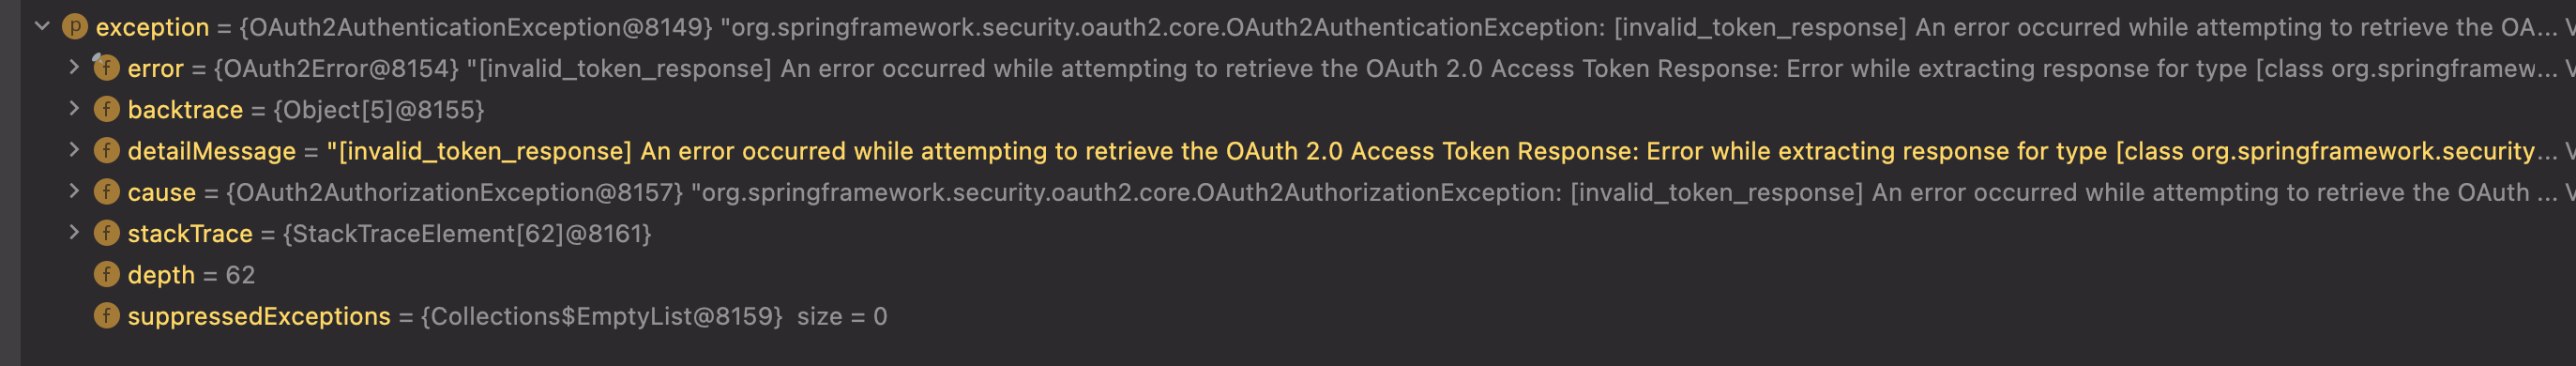 p exception = {OAuth2AuthenticationException@8149} "org.springframework.security.oauth2.core.OAuth2AuthenticationException: [invalid_token_response] An error occurred while attempting to retrieve the OA... V
f error = {OAuth2Error@8154} "[invalid_token_response] An error occurred while attempting to retrieve the OAuth 2.0 Access Token Response: Error while extracting response for type [class org.springframew... V
f backtrace = {Object[5]@8155}
f detailMessage = "[invalid_token_response] An error occurred while attempting to retrieve the OAuth 2.0 Access Token Response: Error while extracting response for type [class org.springframework.security... V
f cause = {OAuth2AuthorizationException@8157} "org.springframework.security.oauth2.core.OAuth2AuthorizationException: [invalid_token_response] An error occurred while attempting to retrieve the OAuth ... V
f stackTrace = {StackTraceElement[62]@8161}
f depth = 62
f suppressedExceptions = {Collections$EmptyList@8159} size = 0